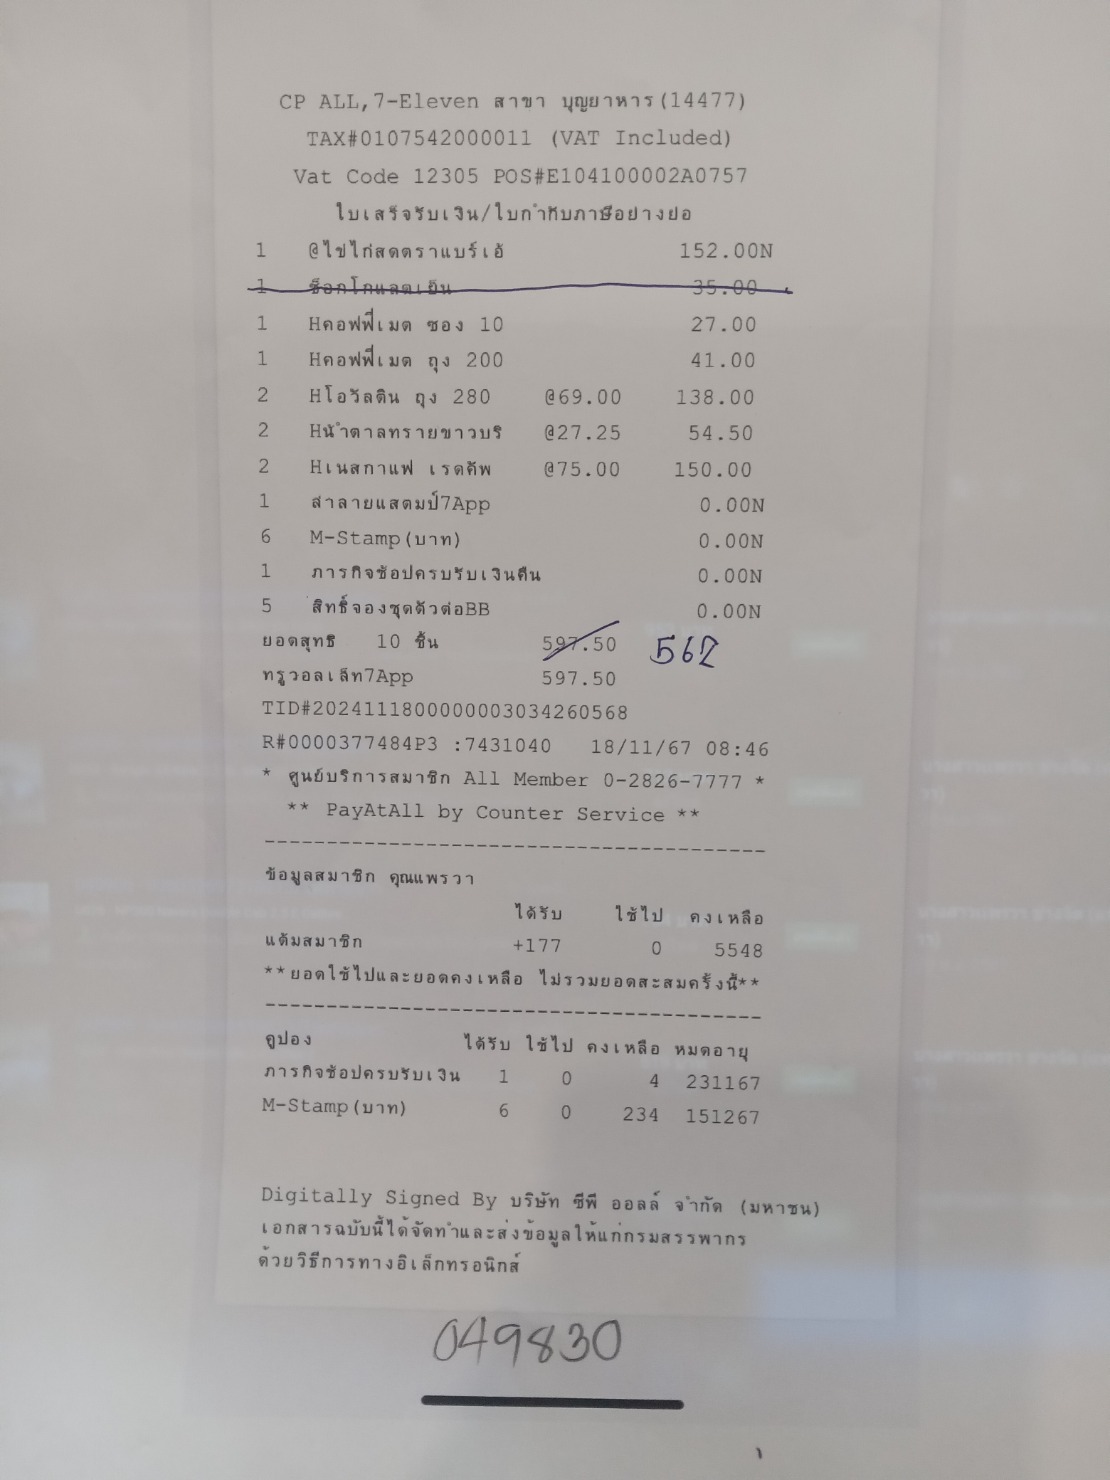 CP ALL,7-Eleven สาขา บุญยาหาร(14477)
TAX#0107542000011 (VAT Included)
Vat Code 12305 POS#E104100002A0757
ใบเสร็จรับเงิน/ใบกำกับภาษีอย่างย่อ
1 @ไข่ไก่สดตราแบร์เอ้ 152.00N
1 ช็อกโกแลตเย็น 35.00
1 Hคอฟฟี่เมต ซอง 10 27.00
1 Hคอฟฟี่เมต ถุง 200 41.00
2 Hโอวัลติน ถุง 280 @69.00 138.00
2 Hน้ำตาลทรายขาวบริ @27.25 54.50
2 Hเนสกาแฟ เรดคัพ @75.00 150.00
1 ล่าลายแสตมป์7App 0.00N
6 M-Stamp(บาท) 0.00N
1 ภารกิจช้อปครบรับเงินคืน 0.00N
5 สิทธิ์จองชุดตัวต่อBB 0.00N
ยอดสุทธิ 10 ชิ้น 597.50 562
ทรูวอลเล็ท7App 597.50
TID#2024111800000003034260568
R#0000377484P3 :7431040 18/11/67 08:46
* ศูนย์บริการสมาชิก All Member 0-2826-7777 *
** PayAtAll by Counter Service **
ข้อมูลสมาชิก คุณแพรวา
ได้รับ ใช้ไป คงเหลือ
แต้มสมาชิก +177 0 5548
**ยอดใช้ไปและยอดคงเหลือ ไม่รวมยอดสะสมครั้งนี้**
คูปอง ได้รับ ใช้ไป คงเหลือ หมดอายุ
ภารกิจช้อปครบรับเงิน 1 0 4 231167
M-Stamp(บาท) 6 0 234 151267
Digitally Signed By บริษัท ซีพี ออลล์ จำกัด (มหาชน)
เอกสารฉบับนี้ได้จัดทำและส่งข้อมูลให้แก่กรมสรรพากร
ด้วยวิธีการทางอิเล็กทรอนิกส์
049830